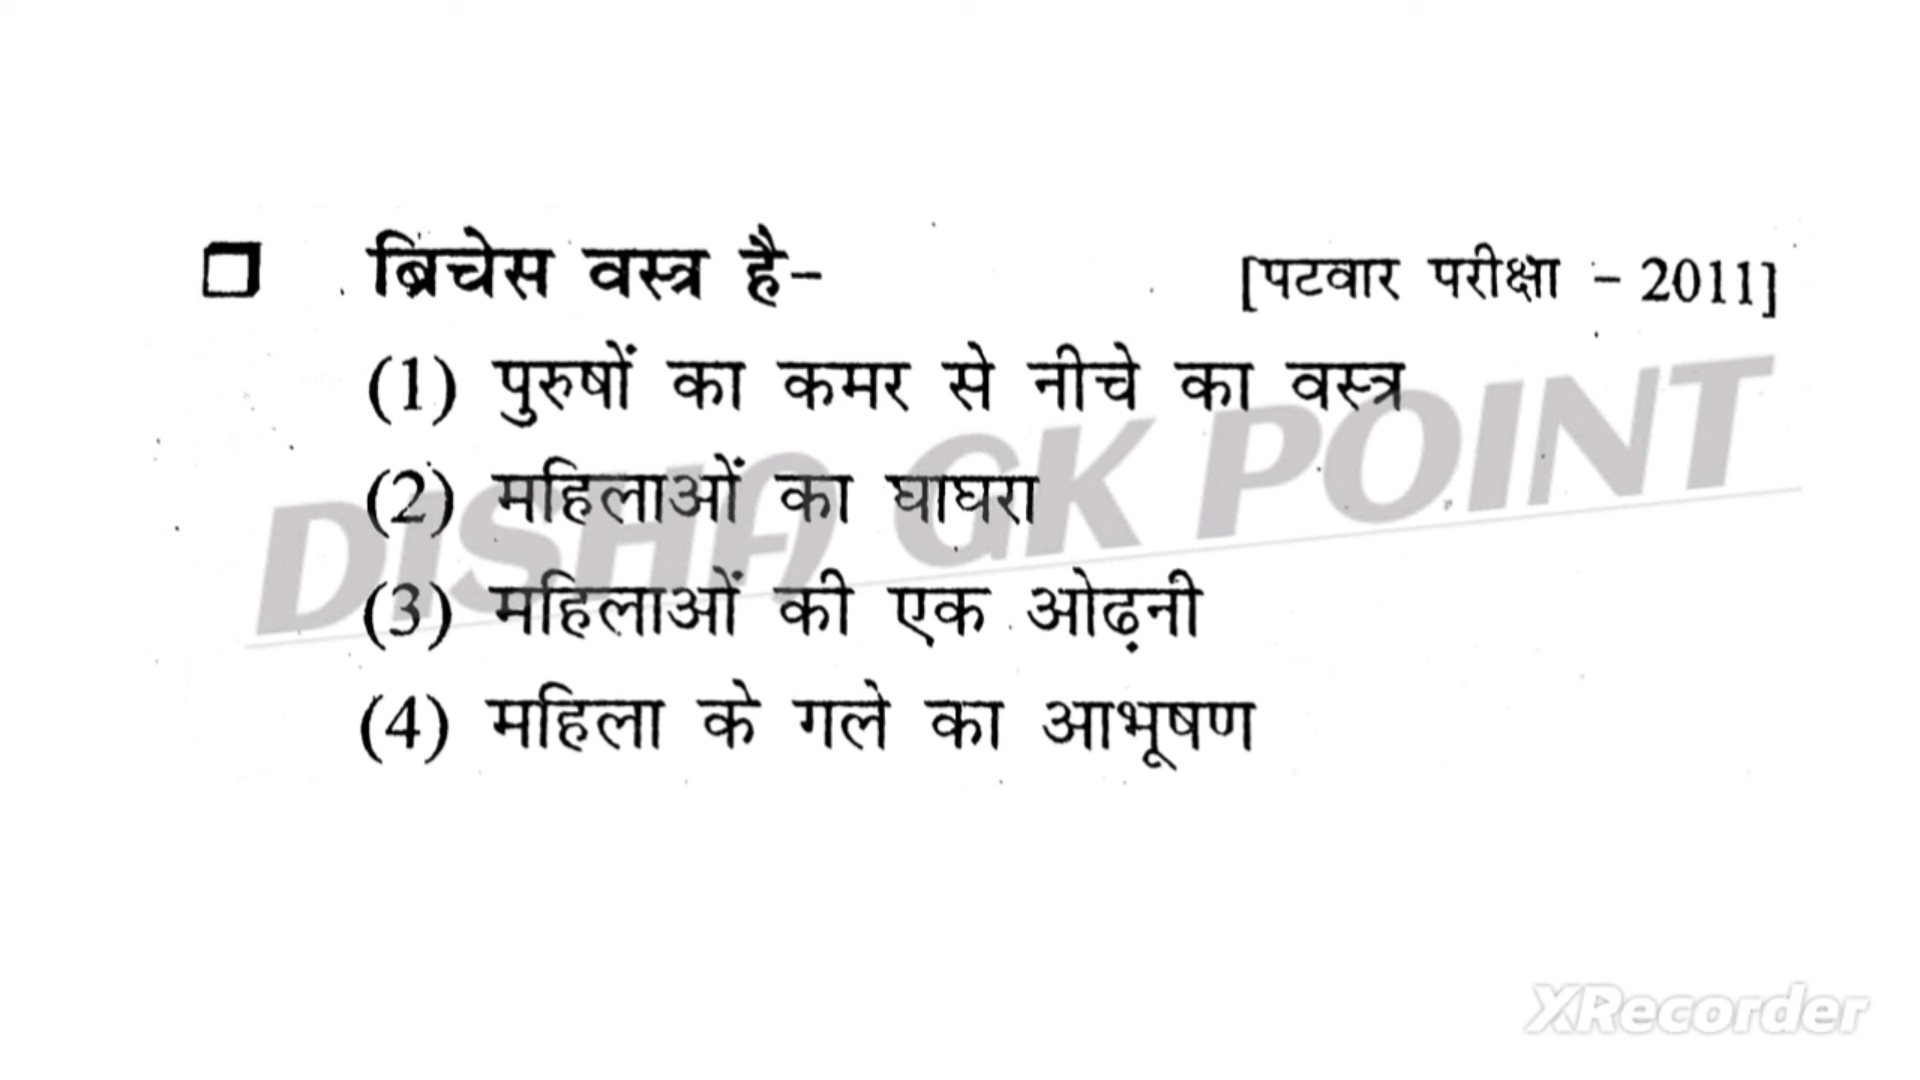 ब्रिचेस वस्त्र है- [पटवार परीक्षा - 2011]
(1) पुरुषों का कमर से नीचे का वस्त्र
(2) महिलाओं का घाघरा
(3) महिलाओं की एक ओढ़नी
(4) महिला के गले का आभूषण
DISHA GK POINT
XRecorder